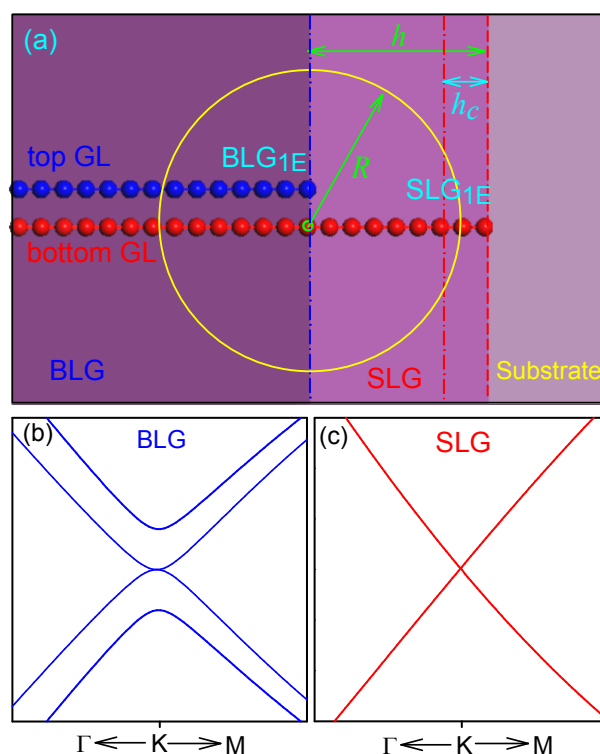 (a)
h
h_c
top GL
BLG_1E
R
SLG_1E
bottom GL
BLG
SLG
Substrate
(b)
BLG
(c)
SLG
Γ ← K → M
Γ ← K → M